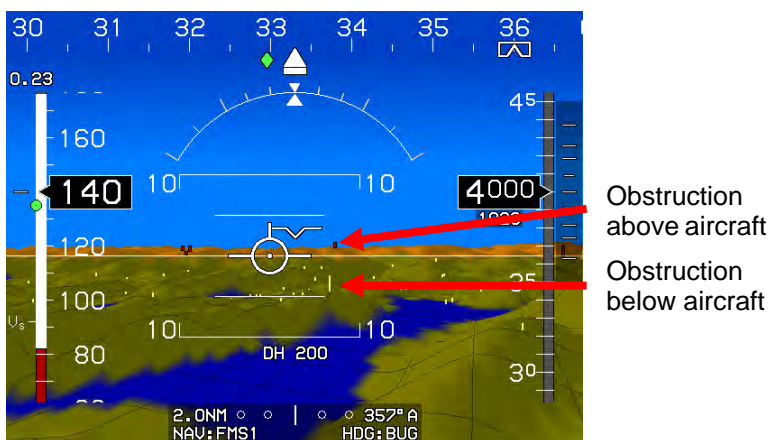 30 31 32 33 34 35 36
0.23
45
160
10 10
140
4000
1020
120
35
100
Vs
10 10
80
DH 200
30
2.0NM 357°A
NAV:FMS1 HDG:BUG
Obstruction
above aircraft
Obstruction
below aircraft